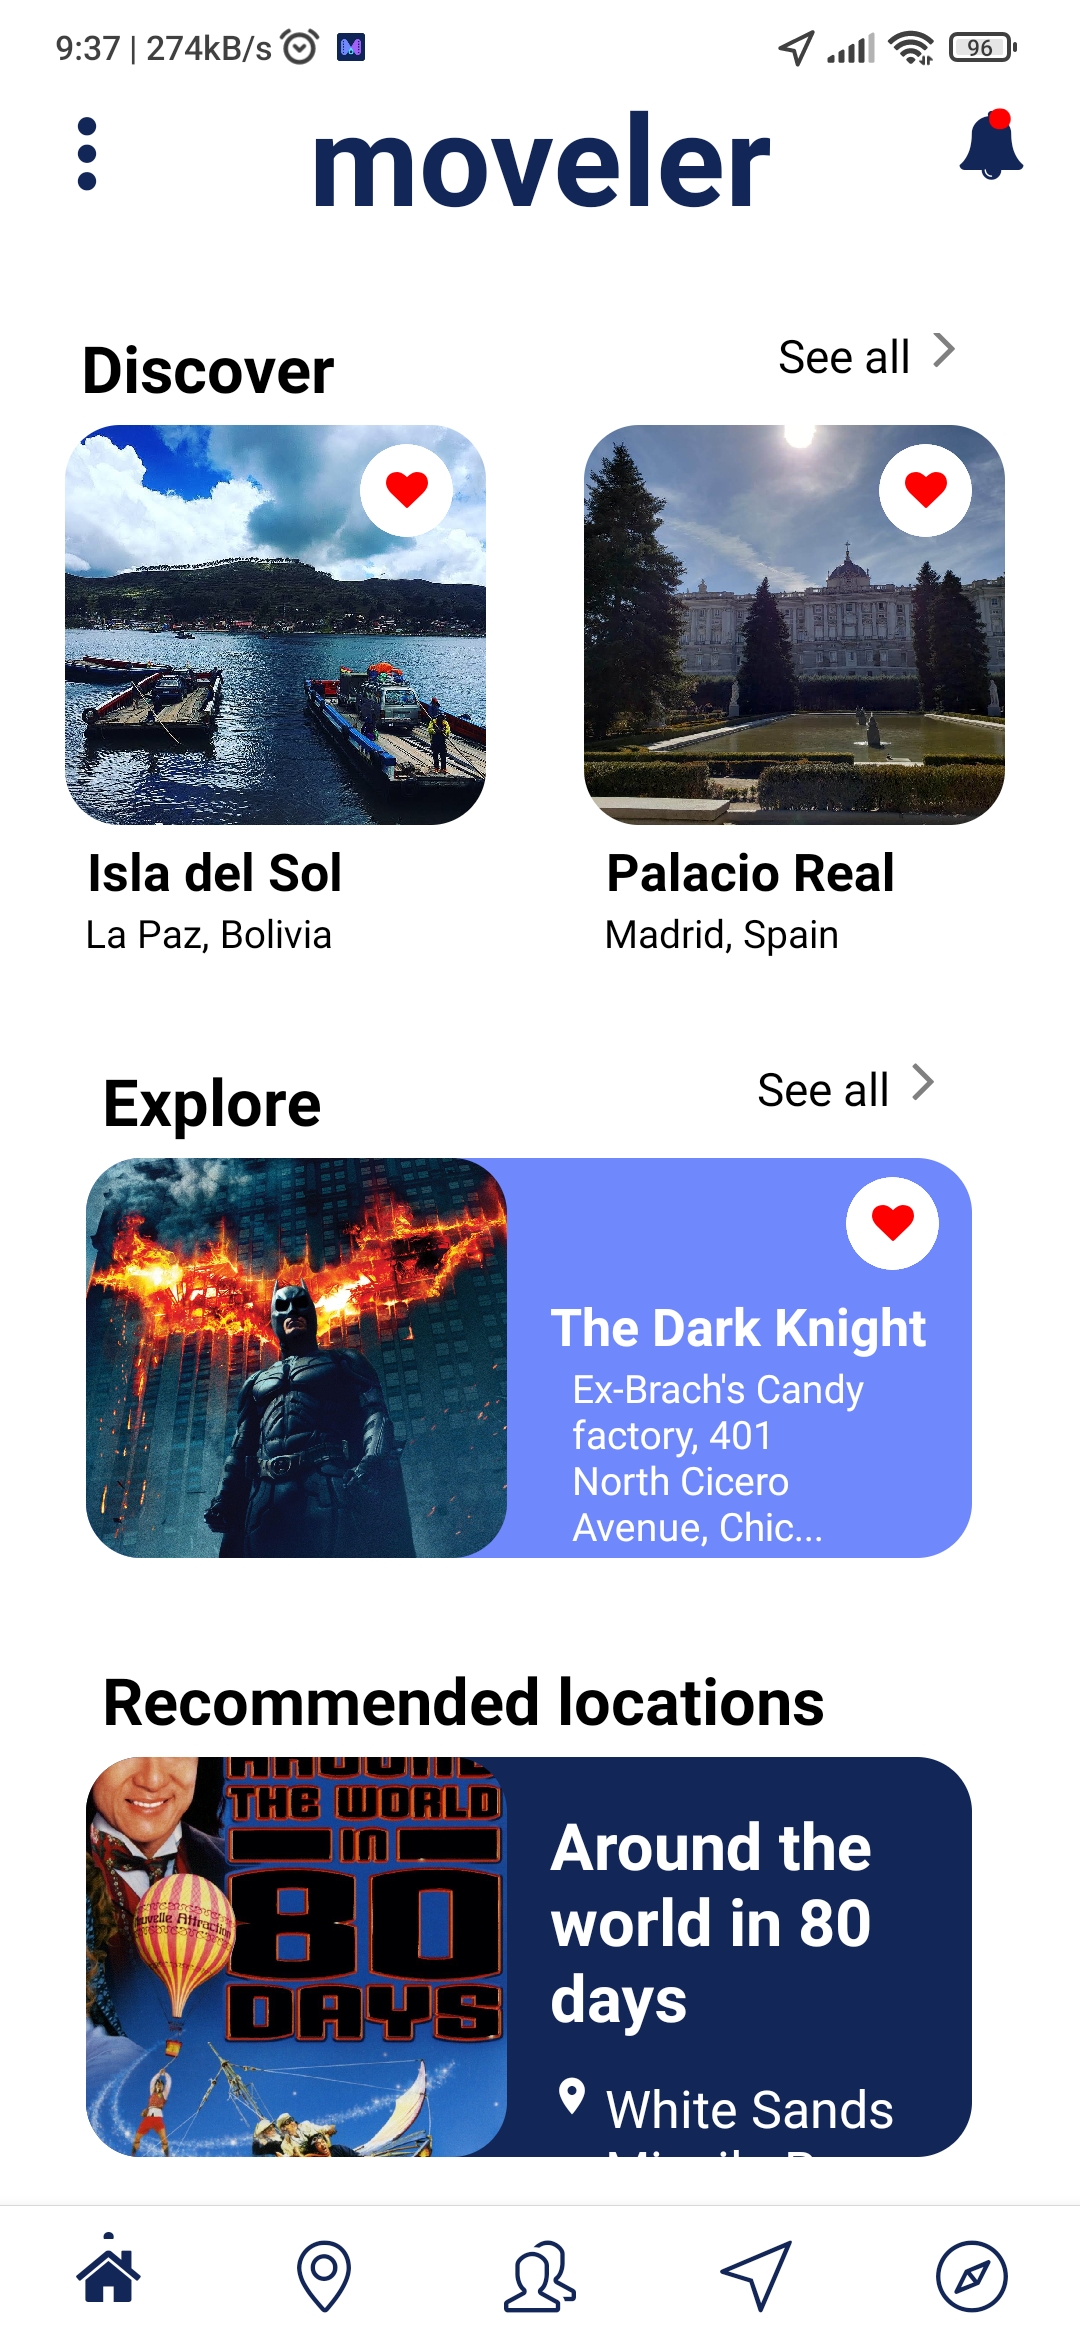 9:37 | 274kB/s
96
moveler
Discover
See all
Isla del Sol
La Paz, Bolivia
Palacio Real
Madrid, Spain
Explore
See all
The Dark Knight
Ex-Brach's Candy
factory, 401
North Cicero
Avenue, Chic...
Recommended locations
AROUND
THE WORLD
IN
80
DAYS
Attraction
Around the
world in 80
days
White Sands